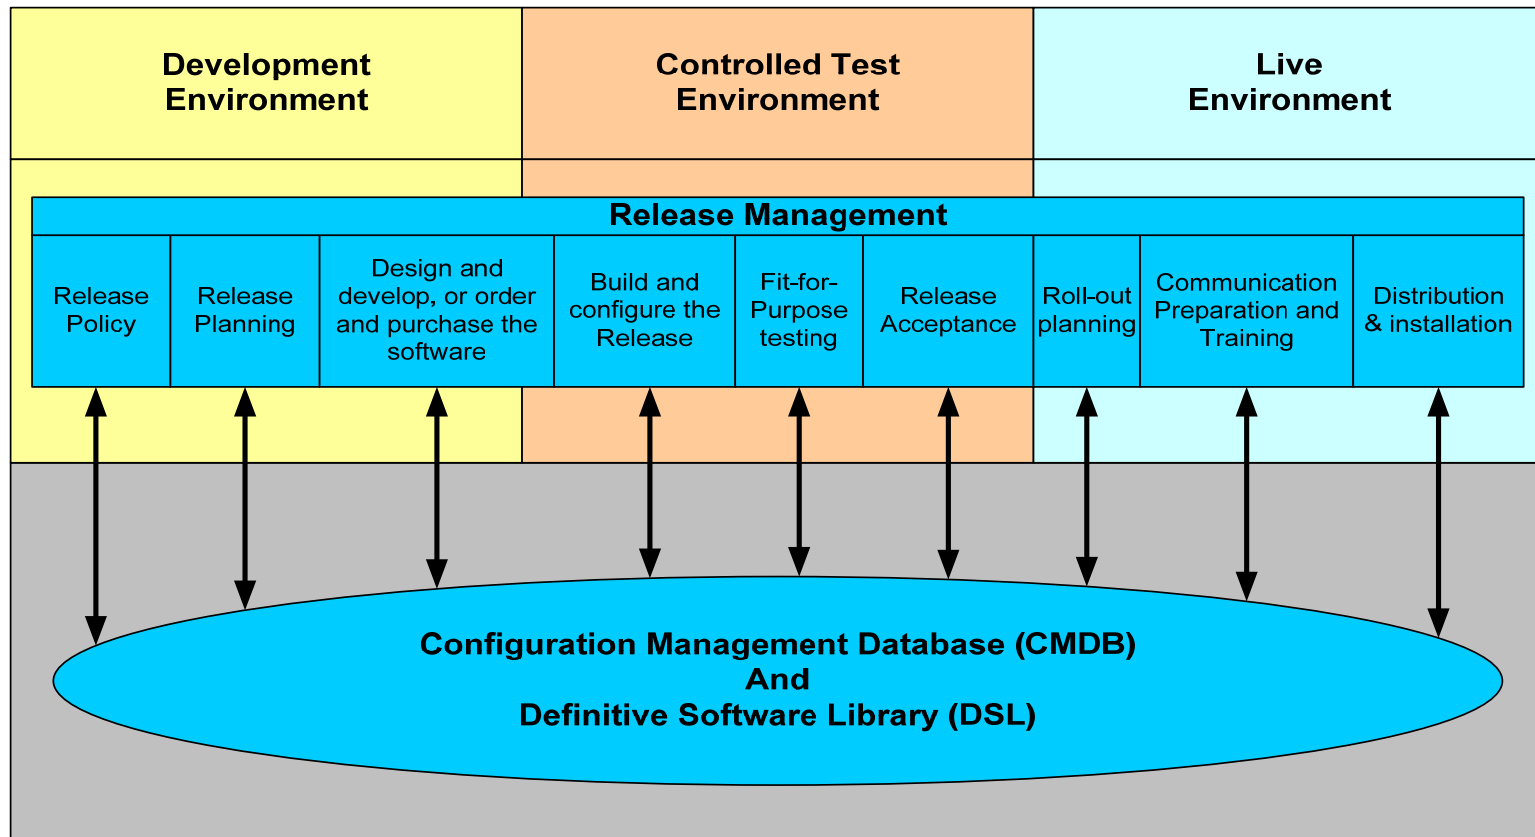 Development
Environment
Controlled Test
Environment
Live
Environment
Release Management
Release
Policy
Release
Planning
Design and
develop, or order
and purchase the
software
Build and
configure the
Release
Fit-for-
Purpose
testing
Release
Acceptance
Roll-out
planning
Communication
Preparation and
Training
Distribution
& installation
Configuration Management Database (CMDB)
And
Definitive Software Library (DSL)